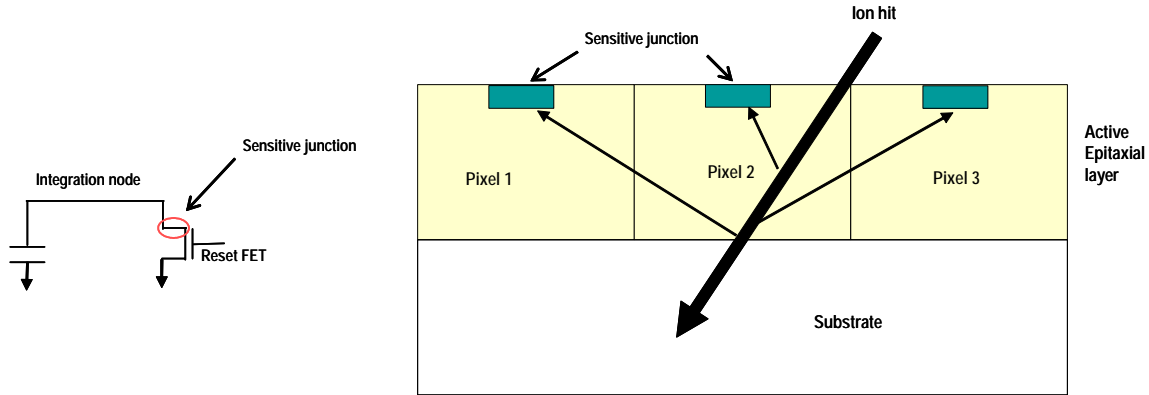 Sensitive junction
Integration node
Reset FET
Ion hit
Sensitive junction
Pixel 1
Pixel 2
Pixel 3
Active
Epitaxial
layer
Substrate